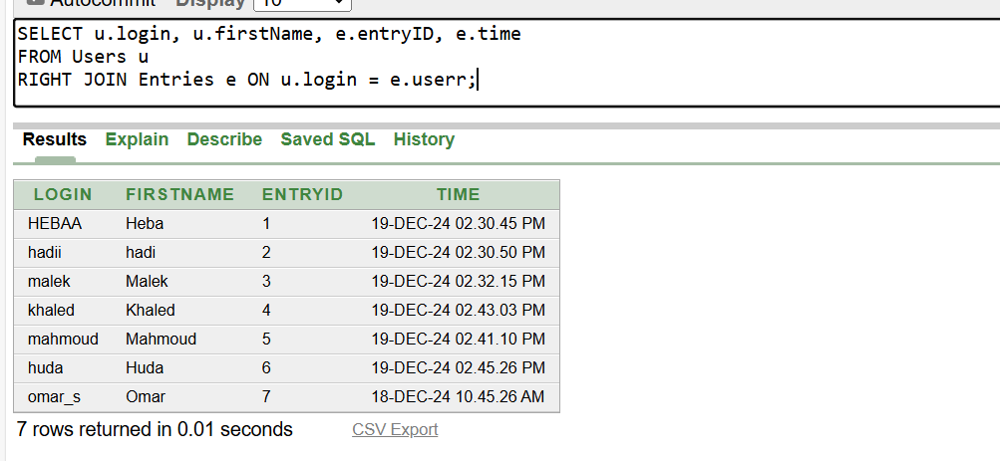 Autocommit Display 10
SELECT u.login, u.firstName, e.entryID, e.time
FROM Users u
RIGHT JOIN Entries e ON u.login = e.userr;
Results Explain Describe Saved SQL History
LOGIN FIRSTNAME ENTRYID TIME
HEBAA Heba 1 19-DEC-24 02.30.45 PM
hadii hadi 2 19-DEC-24 02.30.50 PM
malek Malek 3 19-DEC-24 02.32.15 PM
khaled Khaled 4 19-DEC-24 02.43.03 PM
mahmoud Mahmoud 5 19-DEC-24 02.41.10 PM
huda Huda 6 19-DEC-24 02.45.26 PM
omar_s Omar 7 18-DEC-24 10.45.26 AM
7 rows returned in 0.01 seconds CSV Export